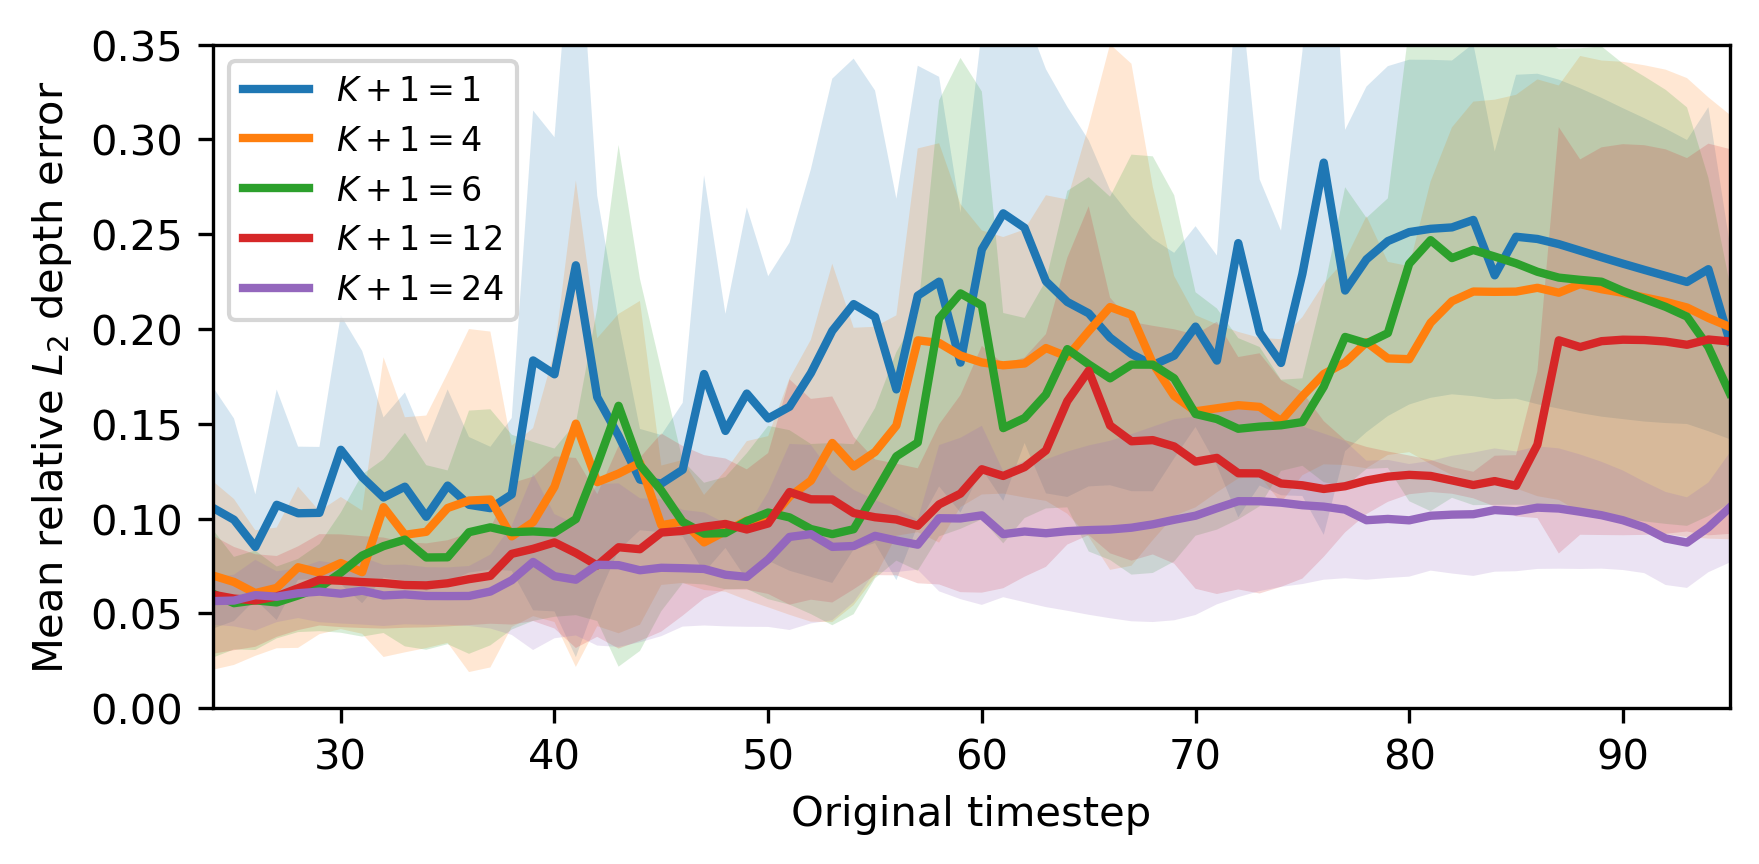 Mean relative L₂ depth error
0.35
0.30
0.25
0.20
0.15
0.10
0.05
0.00
K + 1 = 1
K + 1 = 4
K + 1 = 6
K + 1 = 12
K + 1 = 24
30 40 50 60 70 80 90
Original timestep